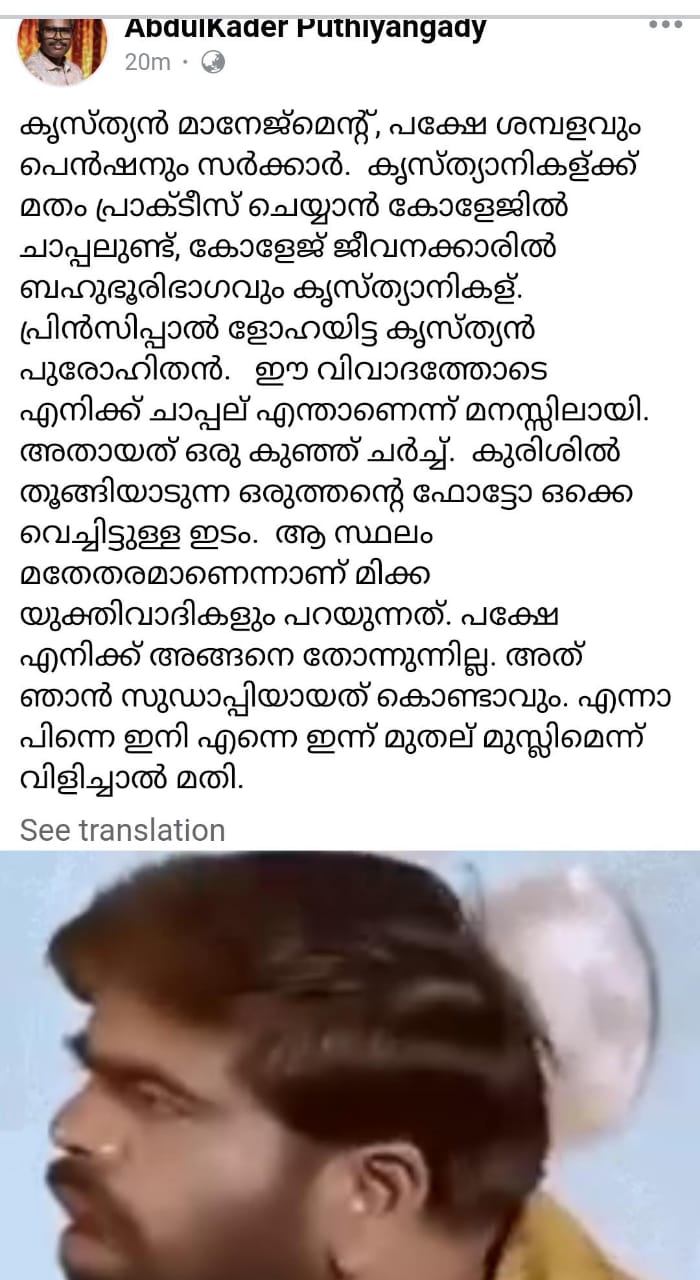 AbdulKader Puthiyangady
20m ·
കൃസ്ത്യൻ മാനേജ്മെന്റ്, പക്ഷേ ശമ്പളവും
പെൻഷനും സർക്കാർ.  കൃസ്ത്യാനികള്ക്ക്
മതം പ്രാക്ടീസ് ചെയ്യാൻ കോളേജിൽ
ചാപ്പലുണ്ട്, കോളേജ് ജീവനക്കാരിൽ
ബഹുഭൂരിഭാഗവും കൃസ്ത്യാനികള്.
പ്രിൻസിപ്പാൽ ളോഹയിട്ട കൃസ്ത്യൻ
പുരോഹിതൻ.   ഈ വിവാദത്തോടെ
എനിക്ക് ചാപ്പല് എന്താണെന്ന് മനസ്സിലായി.
അതായത് ഒരു കുഞ്ഞ് ചർച്ച്.  കുരിശിൽ
തൂങ്ങിയാടുന്ന ഒരുത്തന്റെ ഫോട്ടോ ഒക്കെ
വെച്ചിട്ടുള്ള ഇടം.  ആ സ്ഥലം
മതേതരമാണെന്നാണ് മിക്ക
യുക്തിവാദികളും പറയുന്നത്. പക്ഷേ
എനിക്ക് അങ്ങനെ തോന്നുന്നില്ല. അത്
ഞാൻ സുഡാപ്പിയായത് കൊണ്ടാവും. എന്നാ
പിന്നെ ഇനി എന്നെ ഇന്ന് മുതല് മുസ്ലിമെന്ന്
വിളിച്ചാൽ മതി.
See translation